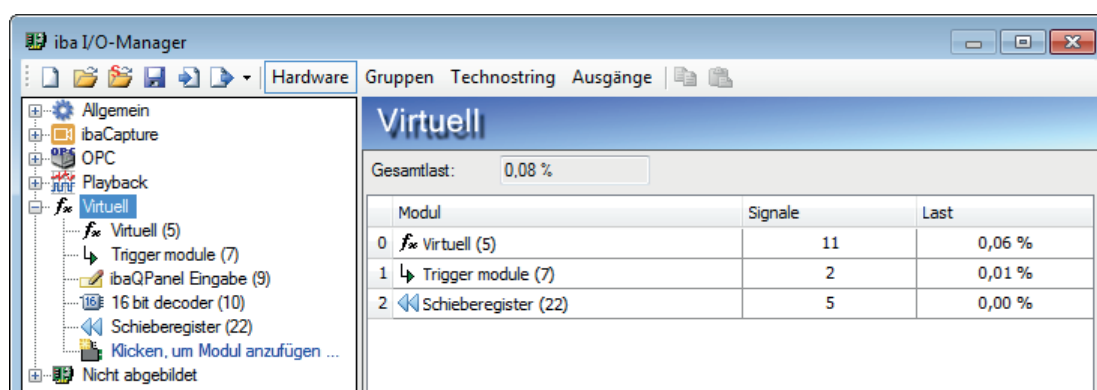 iba I/O-Manager
Hardware Gruppen Technostring Ausgänge
Allgemein
ibaCapture
OPC
Playback
Virtuell
Virtuell (5)
Trigger module (7)
ibaQPanel Eingabe (9)
16 bit decoder (10)
Schieberegister (22)
Klicken, um Modul anzufügen ...
Nicht abgebildet
Virtuell
Gesamtlast: 0,08 %
Modul Signale Last
0 Virtuell (5) 11 0,06 %
1 Trigger module (7) 2 0,01 %
2 Schieberegister (22) 5 0,00 %